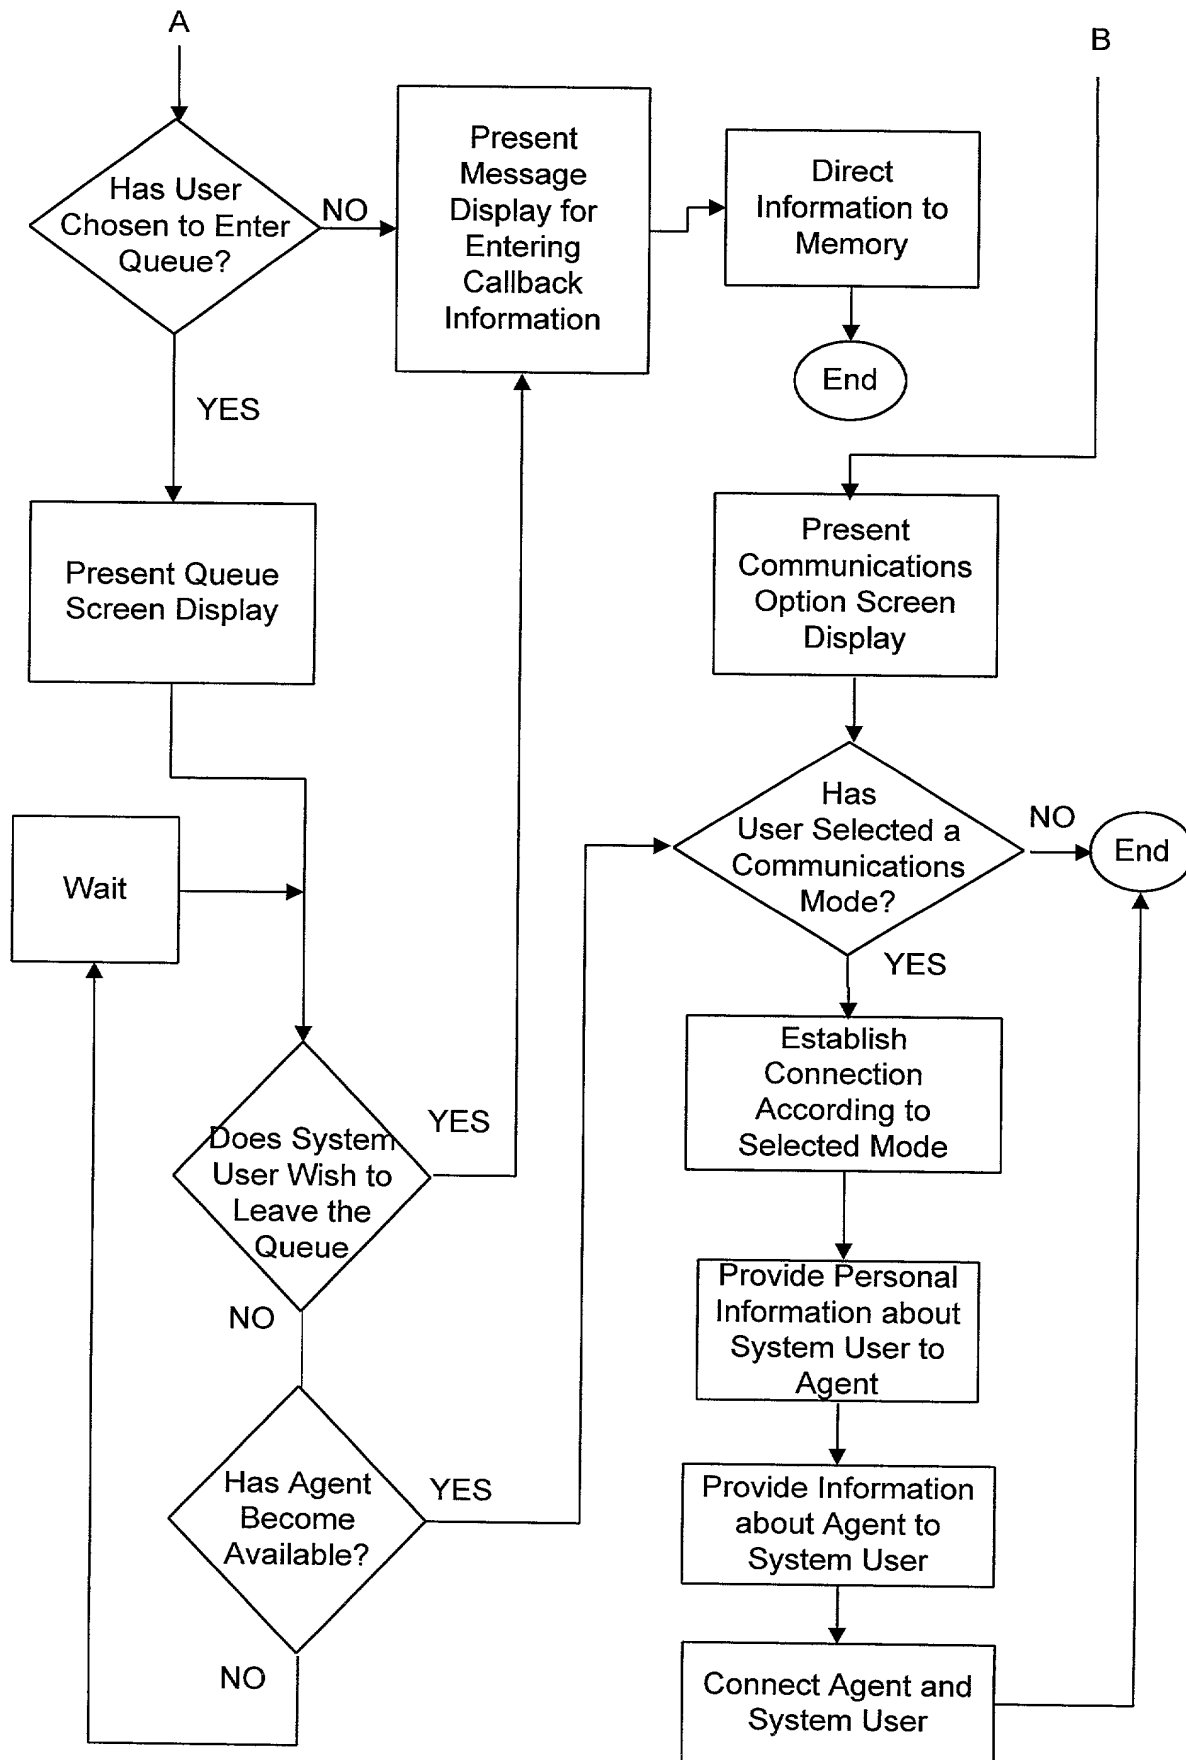 A
B
Has User
Chosen to Enter
Queue?
NO
Present
Message
Display for
Entering
Callback
Information
Direct
Information to
Memory
End
YES
Present Queue
Screen Display
Present
Communications
Option Screen
Display
Wait
Has
User Selected a
Communications
Mode?
NO
End
YES
Establish
Connection
According to
Selected Mode
Does System
User Wish to
Leave the
Queue
YES
NO
Provide Personal
Information about
System User to
Agent
Has Agent
Become
Available?
YES
NO
Provide Information
about Agent to
System User
Connect Agent and
System User